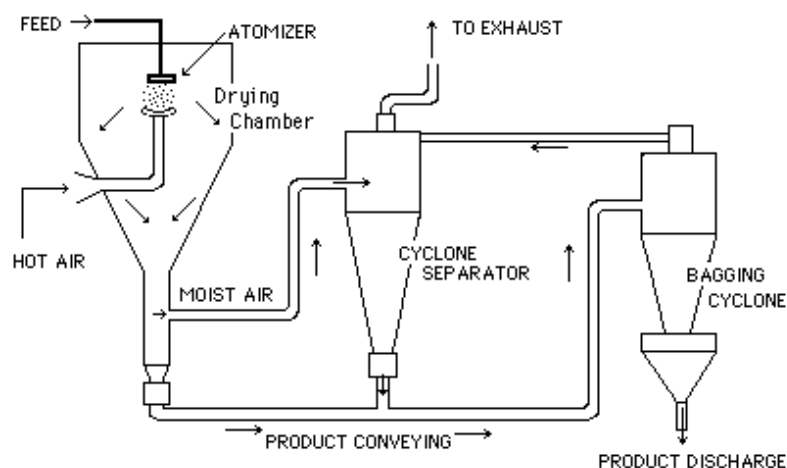 FEED
ATOMIZER
TO EXHAUST
Drying
Chamber
HOT AIR
MOIST AIR
CYCLONE
SEPARATOR
BAGGING
CYCLONE
PRODUCT CONVEYING
PRODUCT DISCHARGE